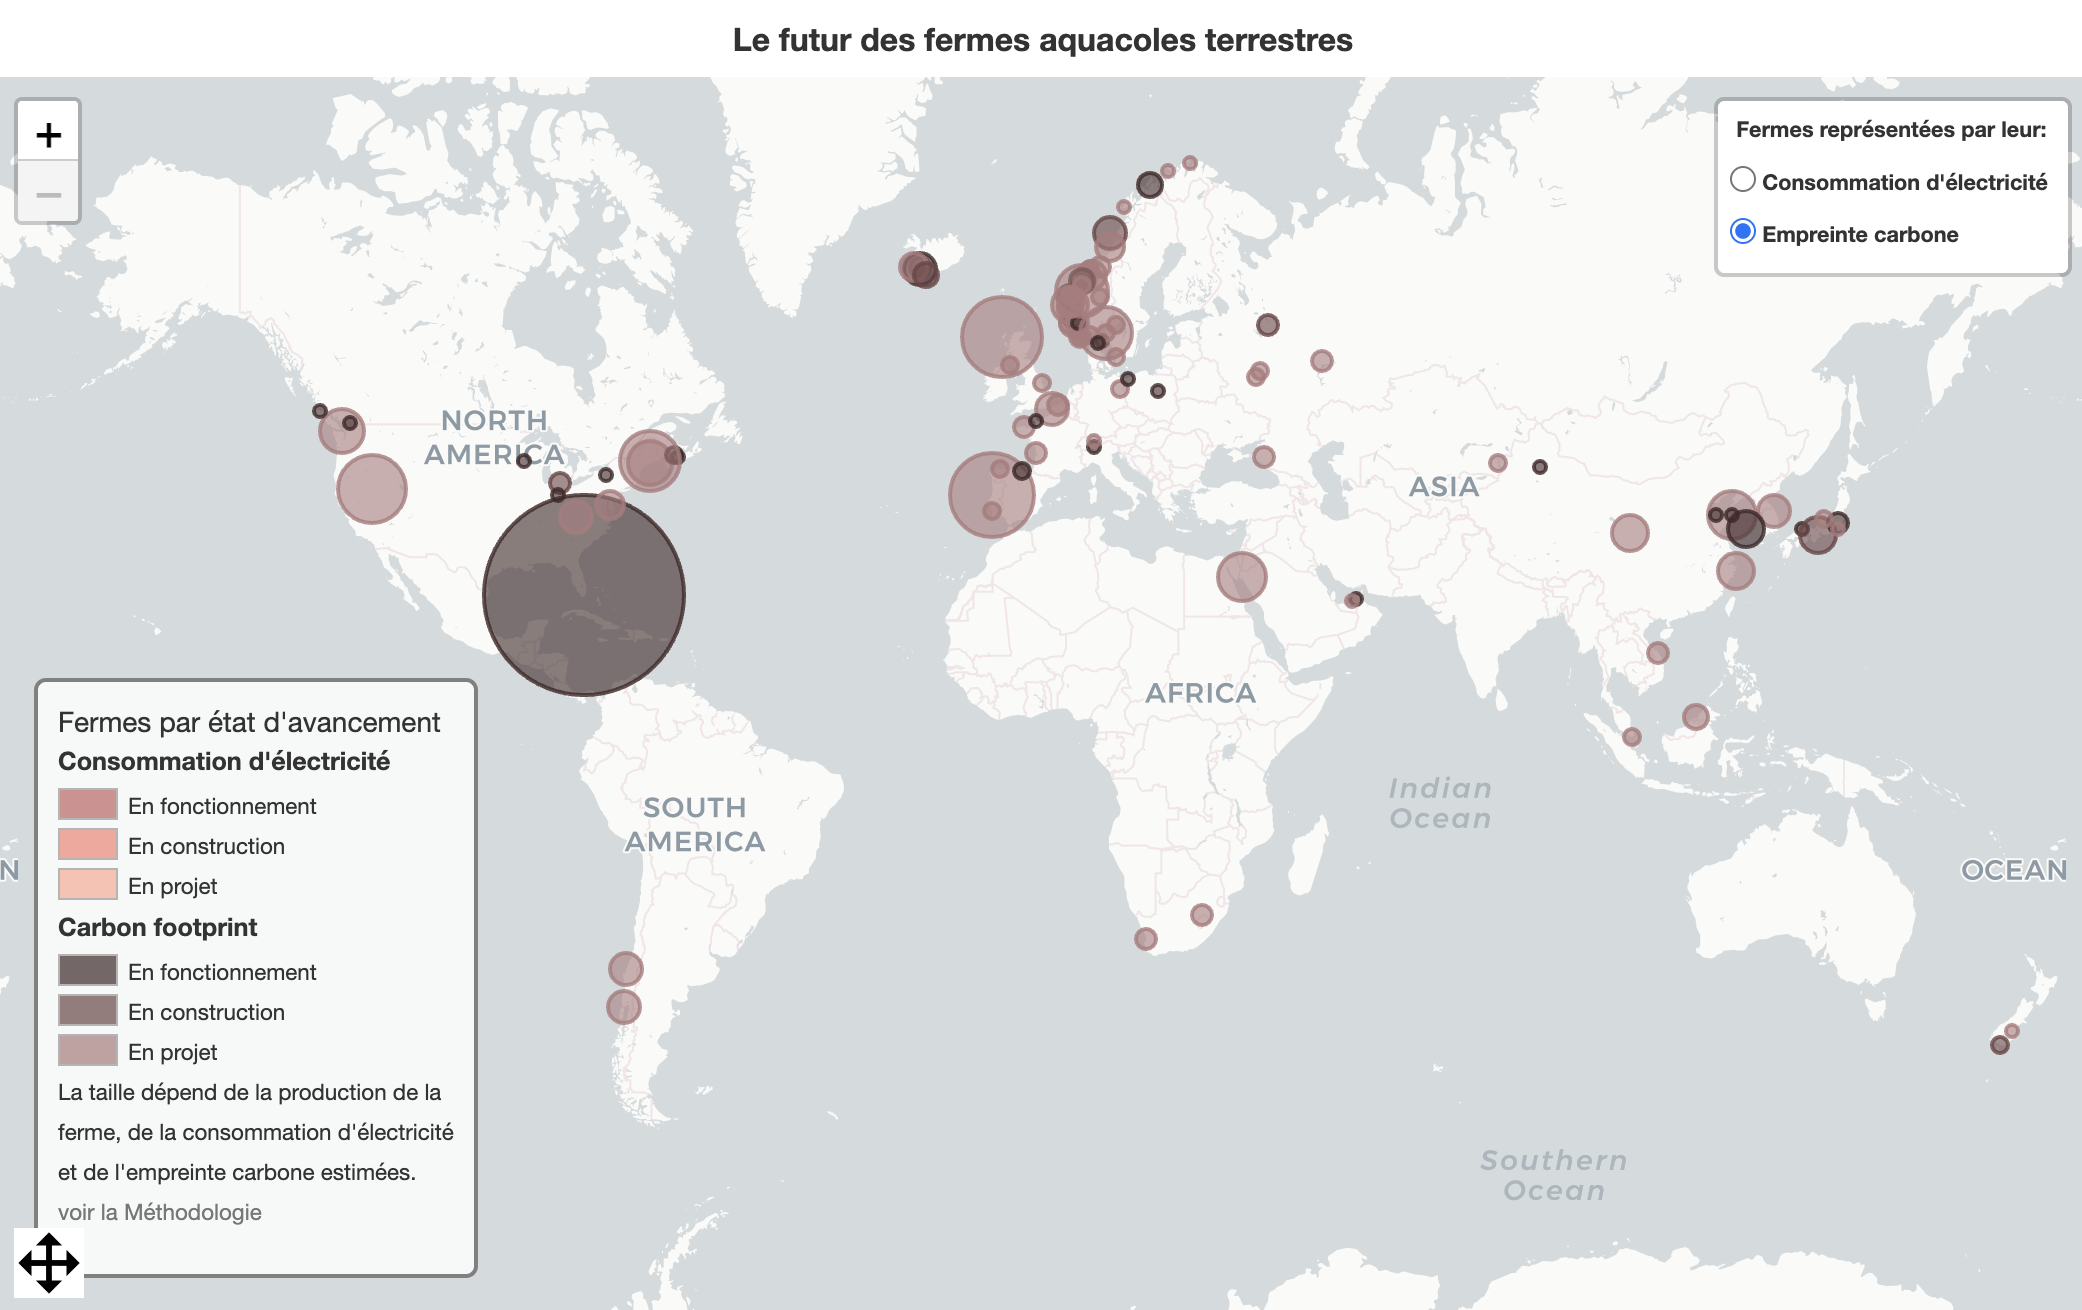 Le futur des fermes aquacoles terrestres
+
−
Fermes représentées par leur:
Consommation d'électricité
Empreinte carbone
NORTH
AMERICA
ASIA
AFRICA
SOUTH
AMERICA
Indian
Ocean
N
OCEAN
Southern
Ocean
Fermes par état d'avancement
Consommation d'électricité
En fonctionnement
En construction
En projet
Carbon footprint
En fonctionnement
En construction
En projet
La taille dépend de la production de la
ferme, de la consommation d'électricité
et de l'empreinte carbone estimées.
voir la Méthodologie